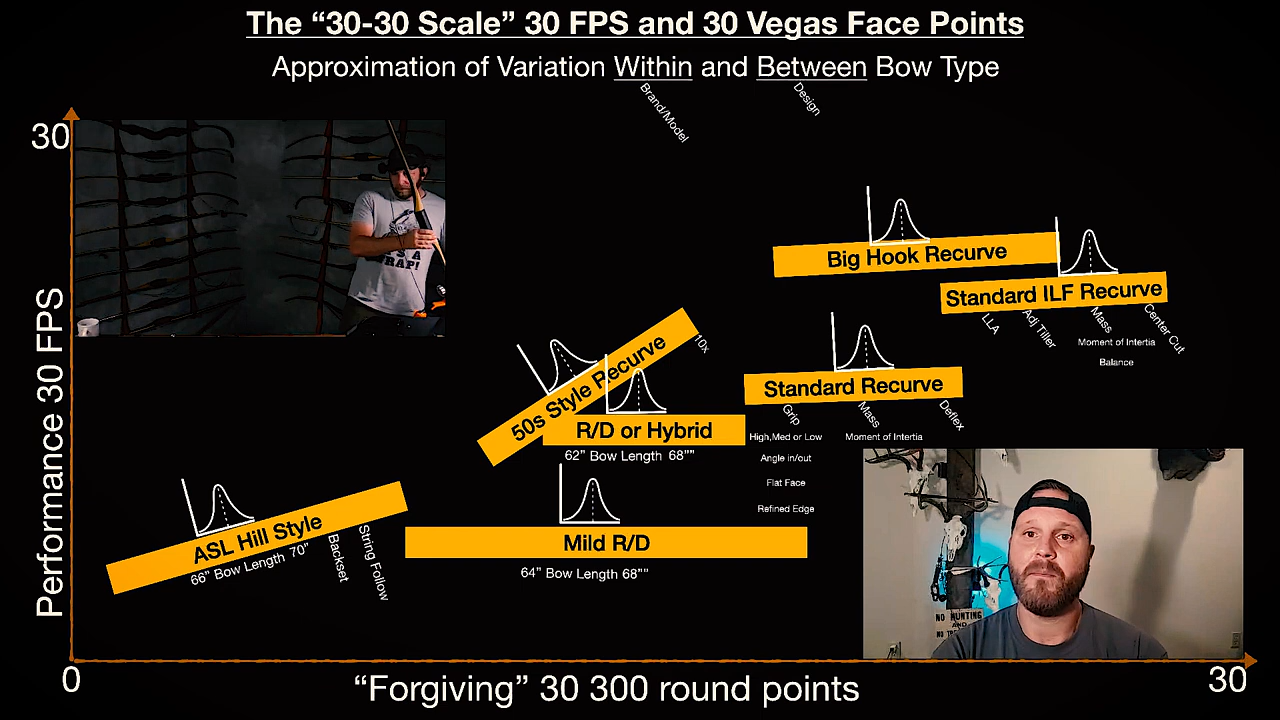 The “30-30 Scale” 30 FPS and 30 Vegas Face Points
Approximation of Variation Within and Between Bow Type
Brand/Model
Design
30
Performance 30 FPS
Big Hook Recurve
Standard ILF Recurve
LLA
Adj Tiller
Mass
Center Cut
Moment of Intertia
Balance
50s Style Recurve
10x
R/D or Hybrid
62” Bow Length 68””
Standard Recurve
Grip
Mass
Deflex
High,Med or Low
Moment of Intertia
Angle in/out
Flat Face
Refined Edge
ASL Hill Style
66” Bow Length 70”
Backset
String Follow
Mild R/D
64” Bow Length 68””
RAP!
NO HUNTING
AND
0
“Forgiving” 30 300 round points
30